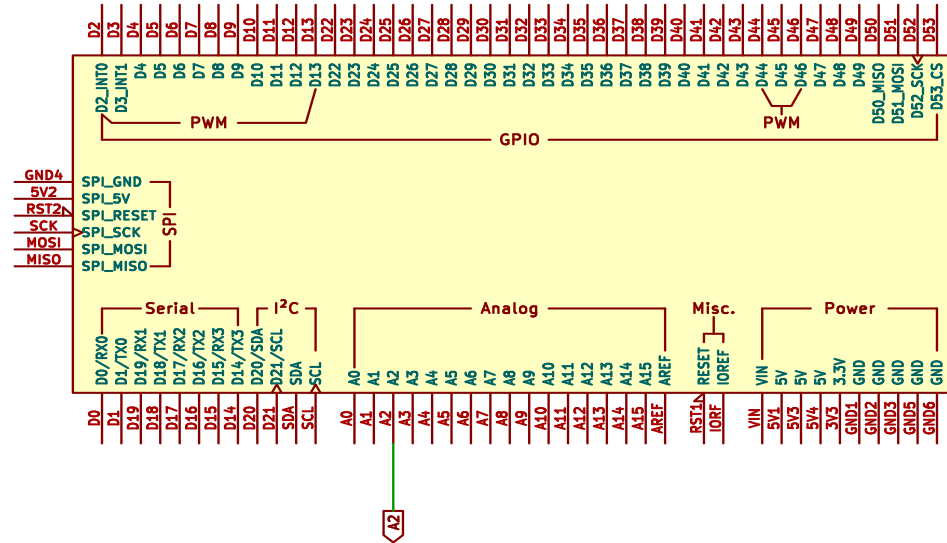 D2 D3 D4 D5 D6 D7 D8 D9 D10 D11 D12 D13 D22 D23 D24 D25 D26 D27 D28 D29 D30 D31 D32 D33 D34 D35 D36 D37 D38 D39 D40 D41 D42 D43 D44 D45 D46 D47 D48 D49 D50 D51 D52 D53
D2_INT0 D3_INT1 D4 D5 D6 D7 D8 D9 D10 D11 D12 D13 D22 D23 D24 D25 D26 D27 D28 D29 D30 D31 D32 D33 D34 D35 D36 D37 D38 D39 D40 D41 D42 D43 D44 D45 D46 D47 D48 D49 D50_MISO D51_MOSI D52_SCK D53_CS
PWM PWM
GPIO
GND4 SPI_GND
5V2 SPI_5V
RST2 SPI_RESET
SCK SPI_SCK
MOSI SPI_MOSI
MISO SPI_MISO
SPI
Serial I²C Analog Misc. Power
D0/RX0 D1/TX0 D19/RX1 D18/TX1 D17/RX2 D16/TX2 D15/RX3 D14/TX3 D20/SDA D21/SCL SDA SCL A0 A1 A2 A3 A4 A5 A6 A7 A8 A9 A10 A11 A12 A13 A14 A15 AREF RESET IOREF VIN 5V 5V 5V 3.3V GND GND GND GND GND
D0 D1 D19 D18 D17 D16 D15 D14 D20 D21 SDA SCL A0 A1 A2 A3 A4 A5 A6 A7 A8 A9 A10 A11 A12 A13 A14 A15 AREF RST1 IORF VIN 5V1 5V3 5V4 3V3 GND1 GND2 GND3 GND5 GND6
A2